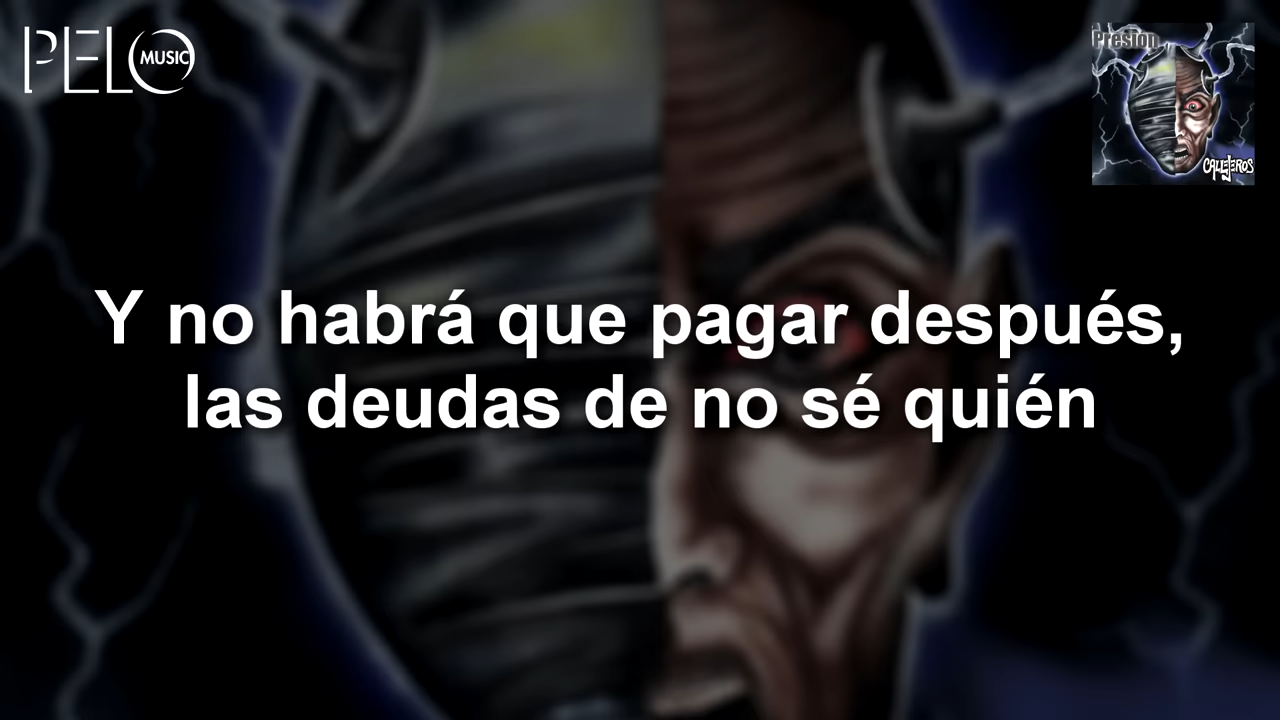 PELO MUSIC
Presión
CALLEJEROS
Y no habrá que pagar después,
las deudas de no sé quién